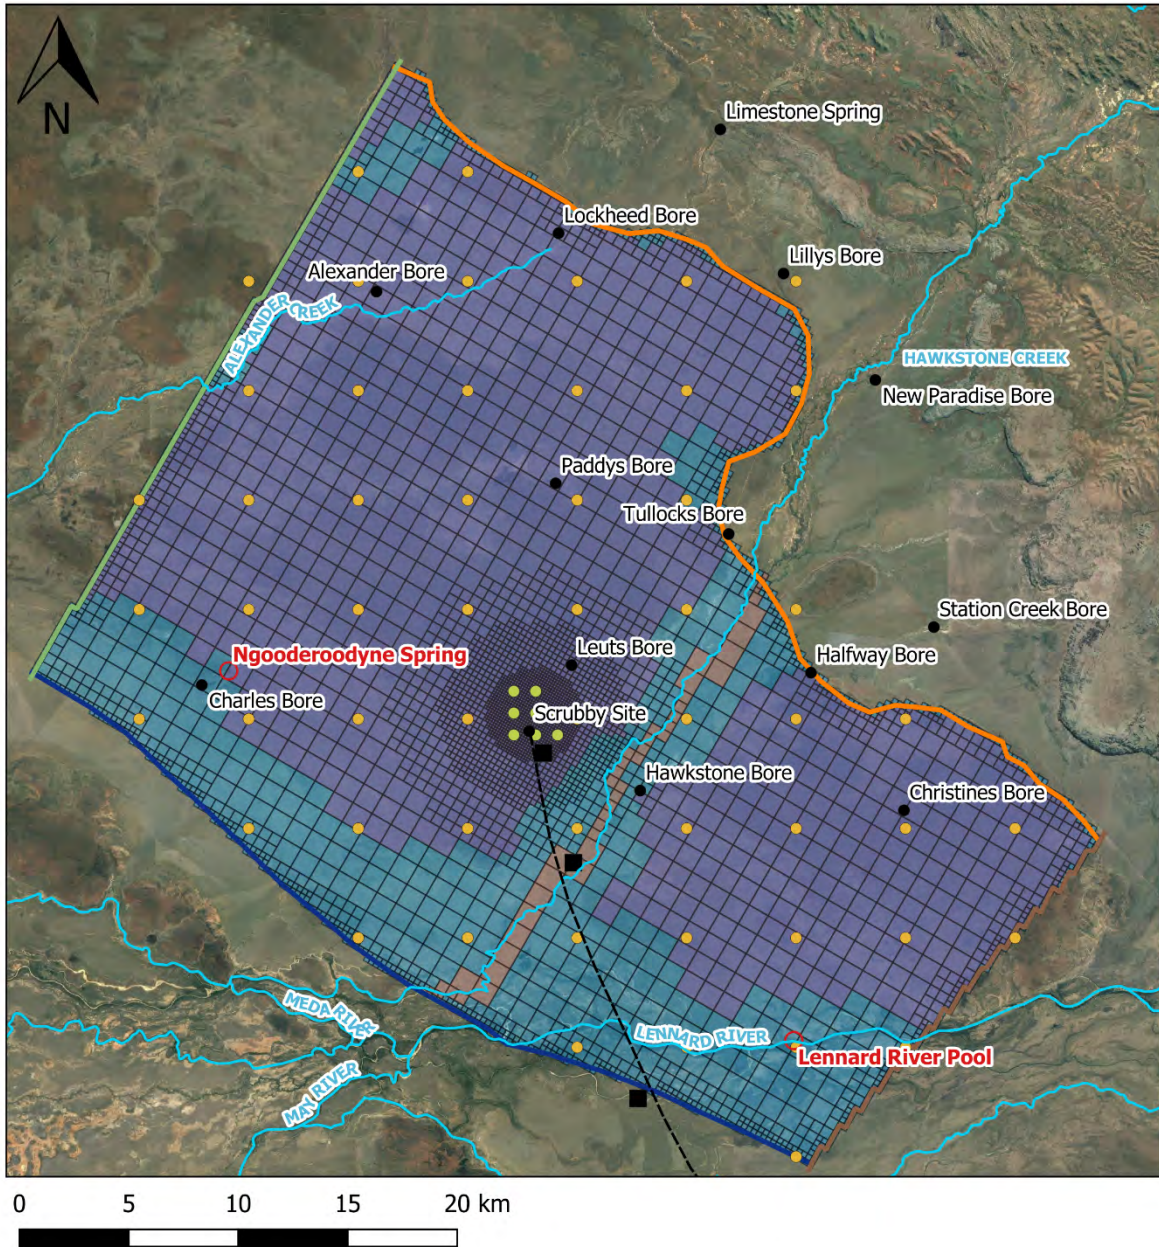 N
Limestone Spring
Lockheed Bore
Lillys Bore
Alexander Bore
ALEXANDER CREEK
HAWKSTONE CREEK
New Paradise Bore
Paddys Bore
Tullocks Bore
Station Creek Bore
Ngooderoodyne Spring
Leuts Bore
Halfway Bore
Charles Bore
Scrubby Site
Hawkstone Bore
Christines Bore
MEDA RIVER
LENNARD RIVER
Lennard River Pool
MAY RIVER
0 5 10 15 20 km